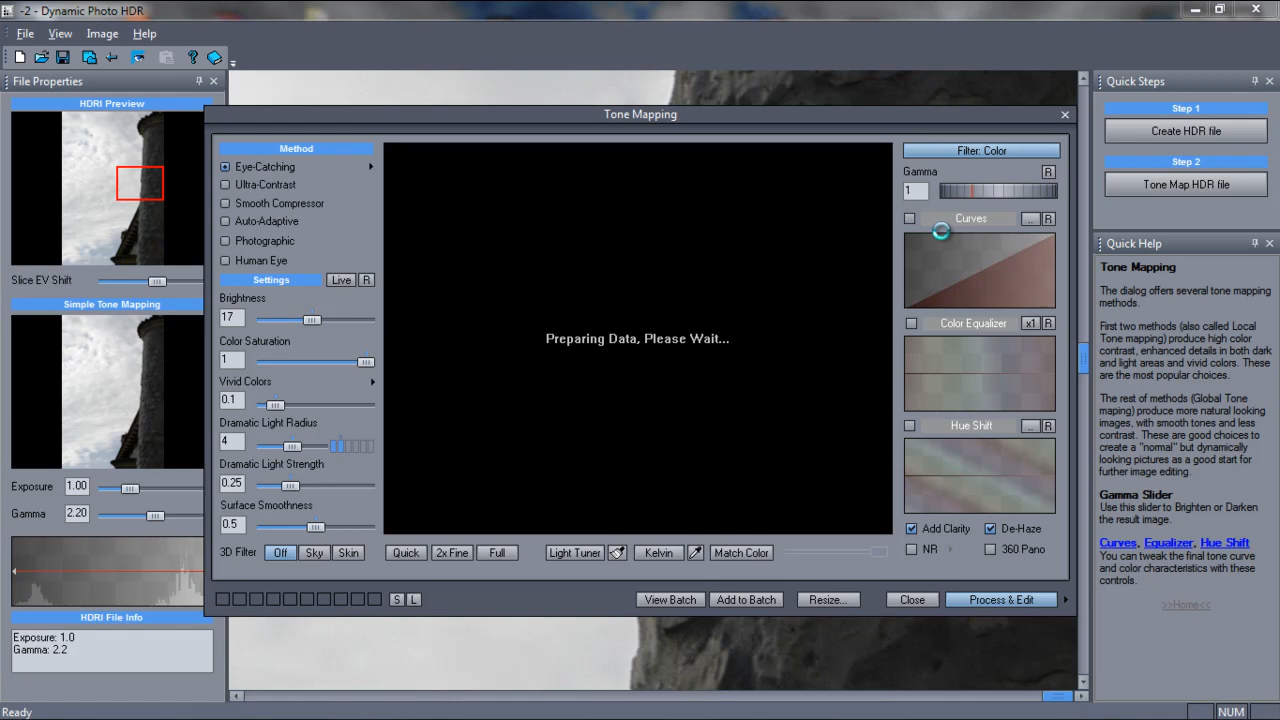 -2 - Dynamic Photo HDR
File View Image Help
File Properties
HDRI Preview
Slice EV Shift
Simple Tone Mapping
Exposure 1.00
Gamma 2.20
HDRI File Info
Exposure: 1.0
Gamma: 2.2
Tone Mapping
Method
Eye-Catching
Ultra-Contrast
Smooth Compressor
Auto-Adaptive
Photographic
Human Eye
Settings Live R
Brightness
17
Color Saturation
1
Vivid Colors
0.1
Dramatic Light Radius
4
Dramatic Light Strength
0.25
Surface Smoothness
0.5
3D Filter Off Sky Skin
Preparing Data, Please Wait...
Quick 2x Fine Full Light Tuner Kelvin Match Color
Filter: Color
Gamma R
1
Curves .. R
Color Equalizer x1 R
Hue Shift .. R
Add Clarity De-Haze
NR 360 Pano
S L View Batch Add to Batch Resize... Close Process & Edit
Quick Steps
Step 1
Create HDR file
Step 2
Tone Map HDR file
Quick Help
Tone Mapping
The dialog offers several tone mapping
methods.
First two methods (also called Local
Tone mapping) produce high color
contrast, enhanced details in both dark
and light areas and vivid colors. These
are the most popular choices.
The rest of methods (Global Tone
maping) produce more natural looking
images, with smooth tones and less
contrast. These are good choices to
create a "normal" but dynamically
looking pictures as a good start for
further image editing.
Gamma Slider
Use this slider to Brighten or Darken
the result image.
Curves, Equalizer, Hue Shift
You can tweak the final tone curve
and color characteristics with these
controls.
>>Home<<
Ready NUM